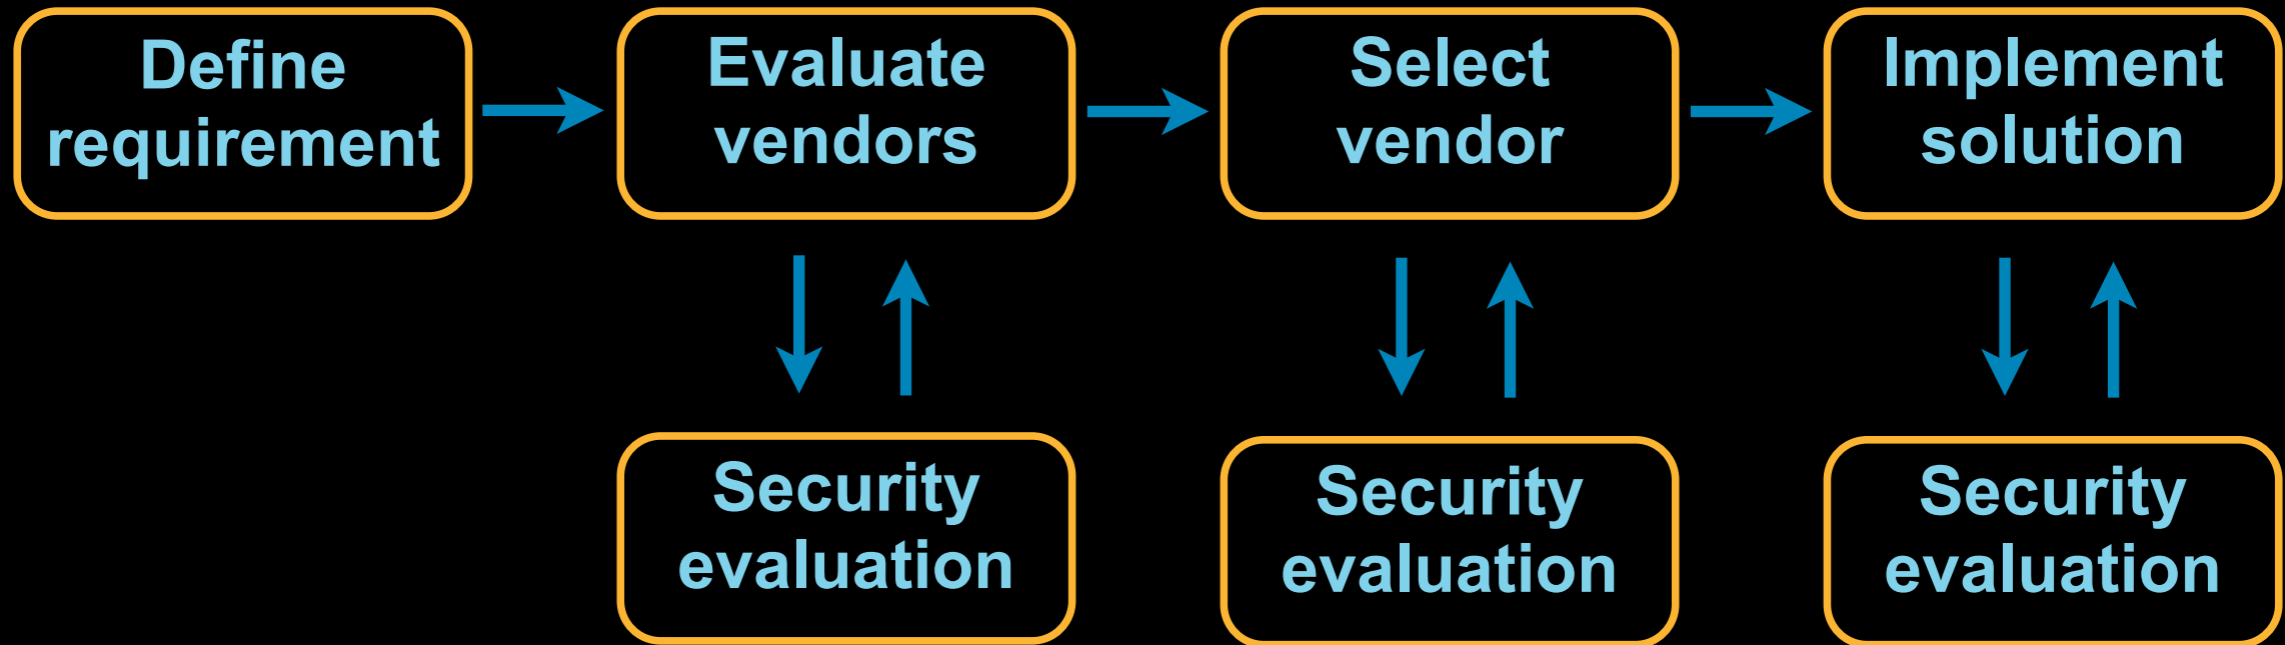 Define
requirement
Evaluate
vendors
Select
vendor
Implement
solution
Security
evaluation
Security
evaluation
Security
evaluation